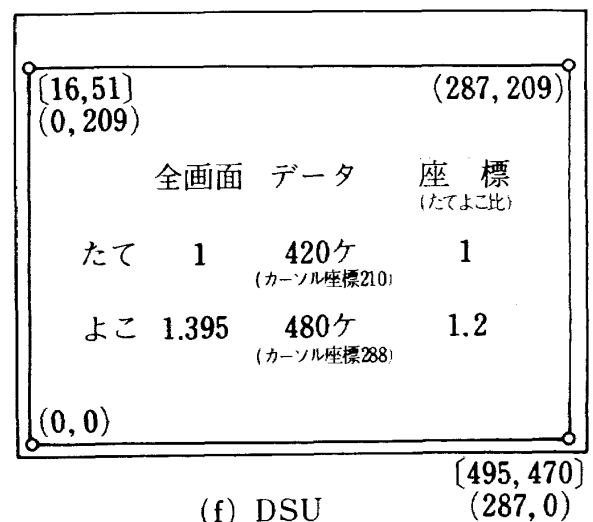 〔16,51〕 (287,209)
(0,209)
全画面 データ 座標
(たてよこ比)
たて 1 420ケ 1
(カーソル座標210)
よこ 1.395 480ケ 1.2
(カーソル座標288)
(0,0)
〔495,470〕
(f) DSU (287,0)